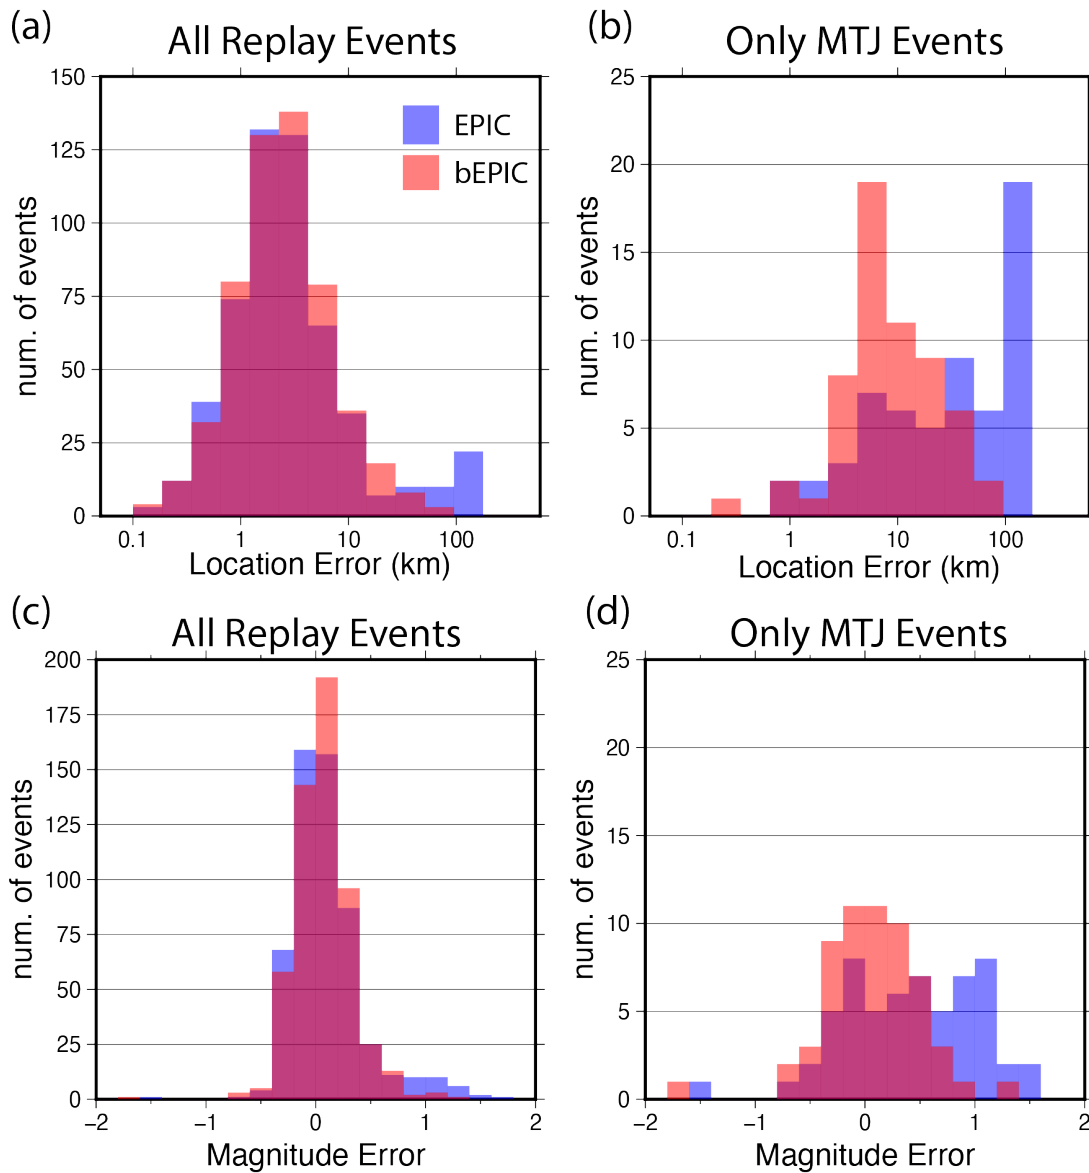 (a)
All Replay Events
150
125
100
75
50
25
0
num. of events
EPIC
bEPIC
0.1 1 10 100
Location Error (km)
(b)
Only MTJ Events
25
20
15
10
5
0
num. of events
0.1 1 10 100
Location Error (km)
(c)
All Replay Events
200
175
150
125
100
75
50
25
0
num. of events
−2 −1 0 1 2
Magnitude Error
(d)
Only MTJ Events
25
20
15
10
5
0
num. of events
−2 −1 0 1 2
Magnitude Error